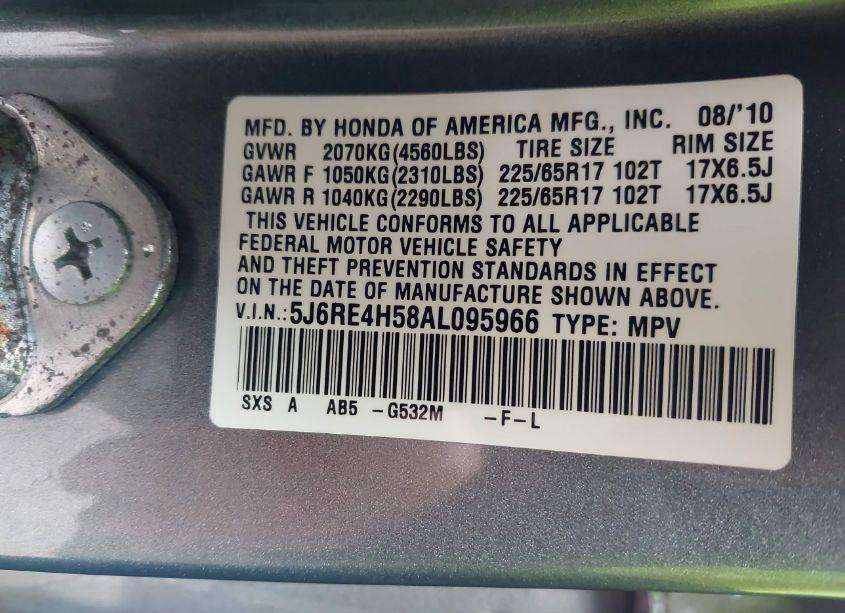 MFD. BY HONDA OF AMERICA MFG., INC. 08/'10
GVWR 2070KG(4560LBS) TIRE SIZE RIM SIZE
GAWR F 1050KG(2310LBS) 225/65R17 102T 17X6.5J
GAWR R 1040KG(2290LBS) 225/65R17 102T 17X6.5J
THIS VEHICLE CONFORMS TO ALL APPLICABLE
FEDERAL MOTOR VEHICLE SAFETY
AND THEFT PREVENTION STANDARDS IN EFFECT
ON THE DATE OF MANUFACTURE SHOWN ABOVE.
V.I.N.:5J6RE4H58AL095966 TYPE: MPV
SXS A AB5 -G532M -F-L